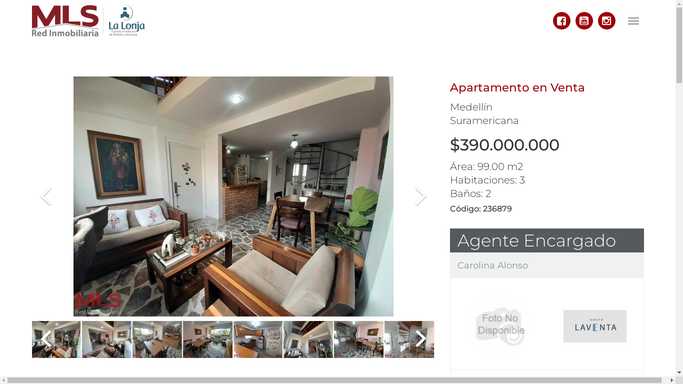 MLS
Red Inmobiliaria
La Lonja
Apartamento en Venta
Medellín
Suramericana
$390.000.000
Área: 99.00 m2
Habitaciones: 3
Baños: 2
Código: 236879
Agente Encargado
Carolina Alonso
Foto No
Disponible
LAVENTA
MLS